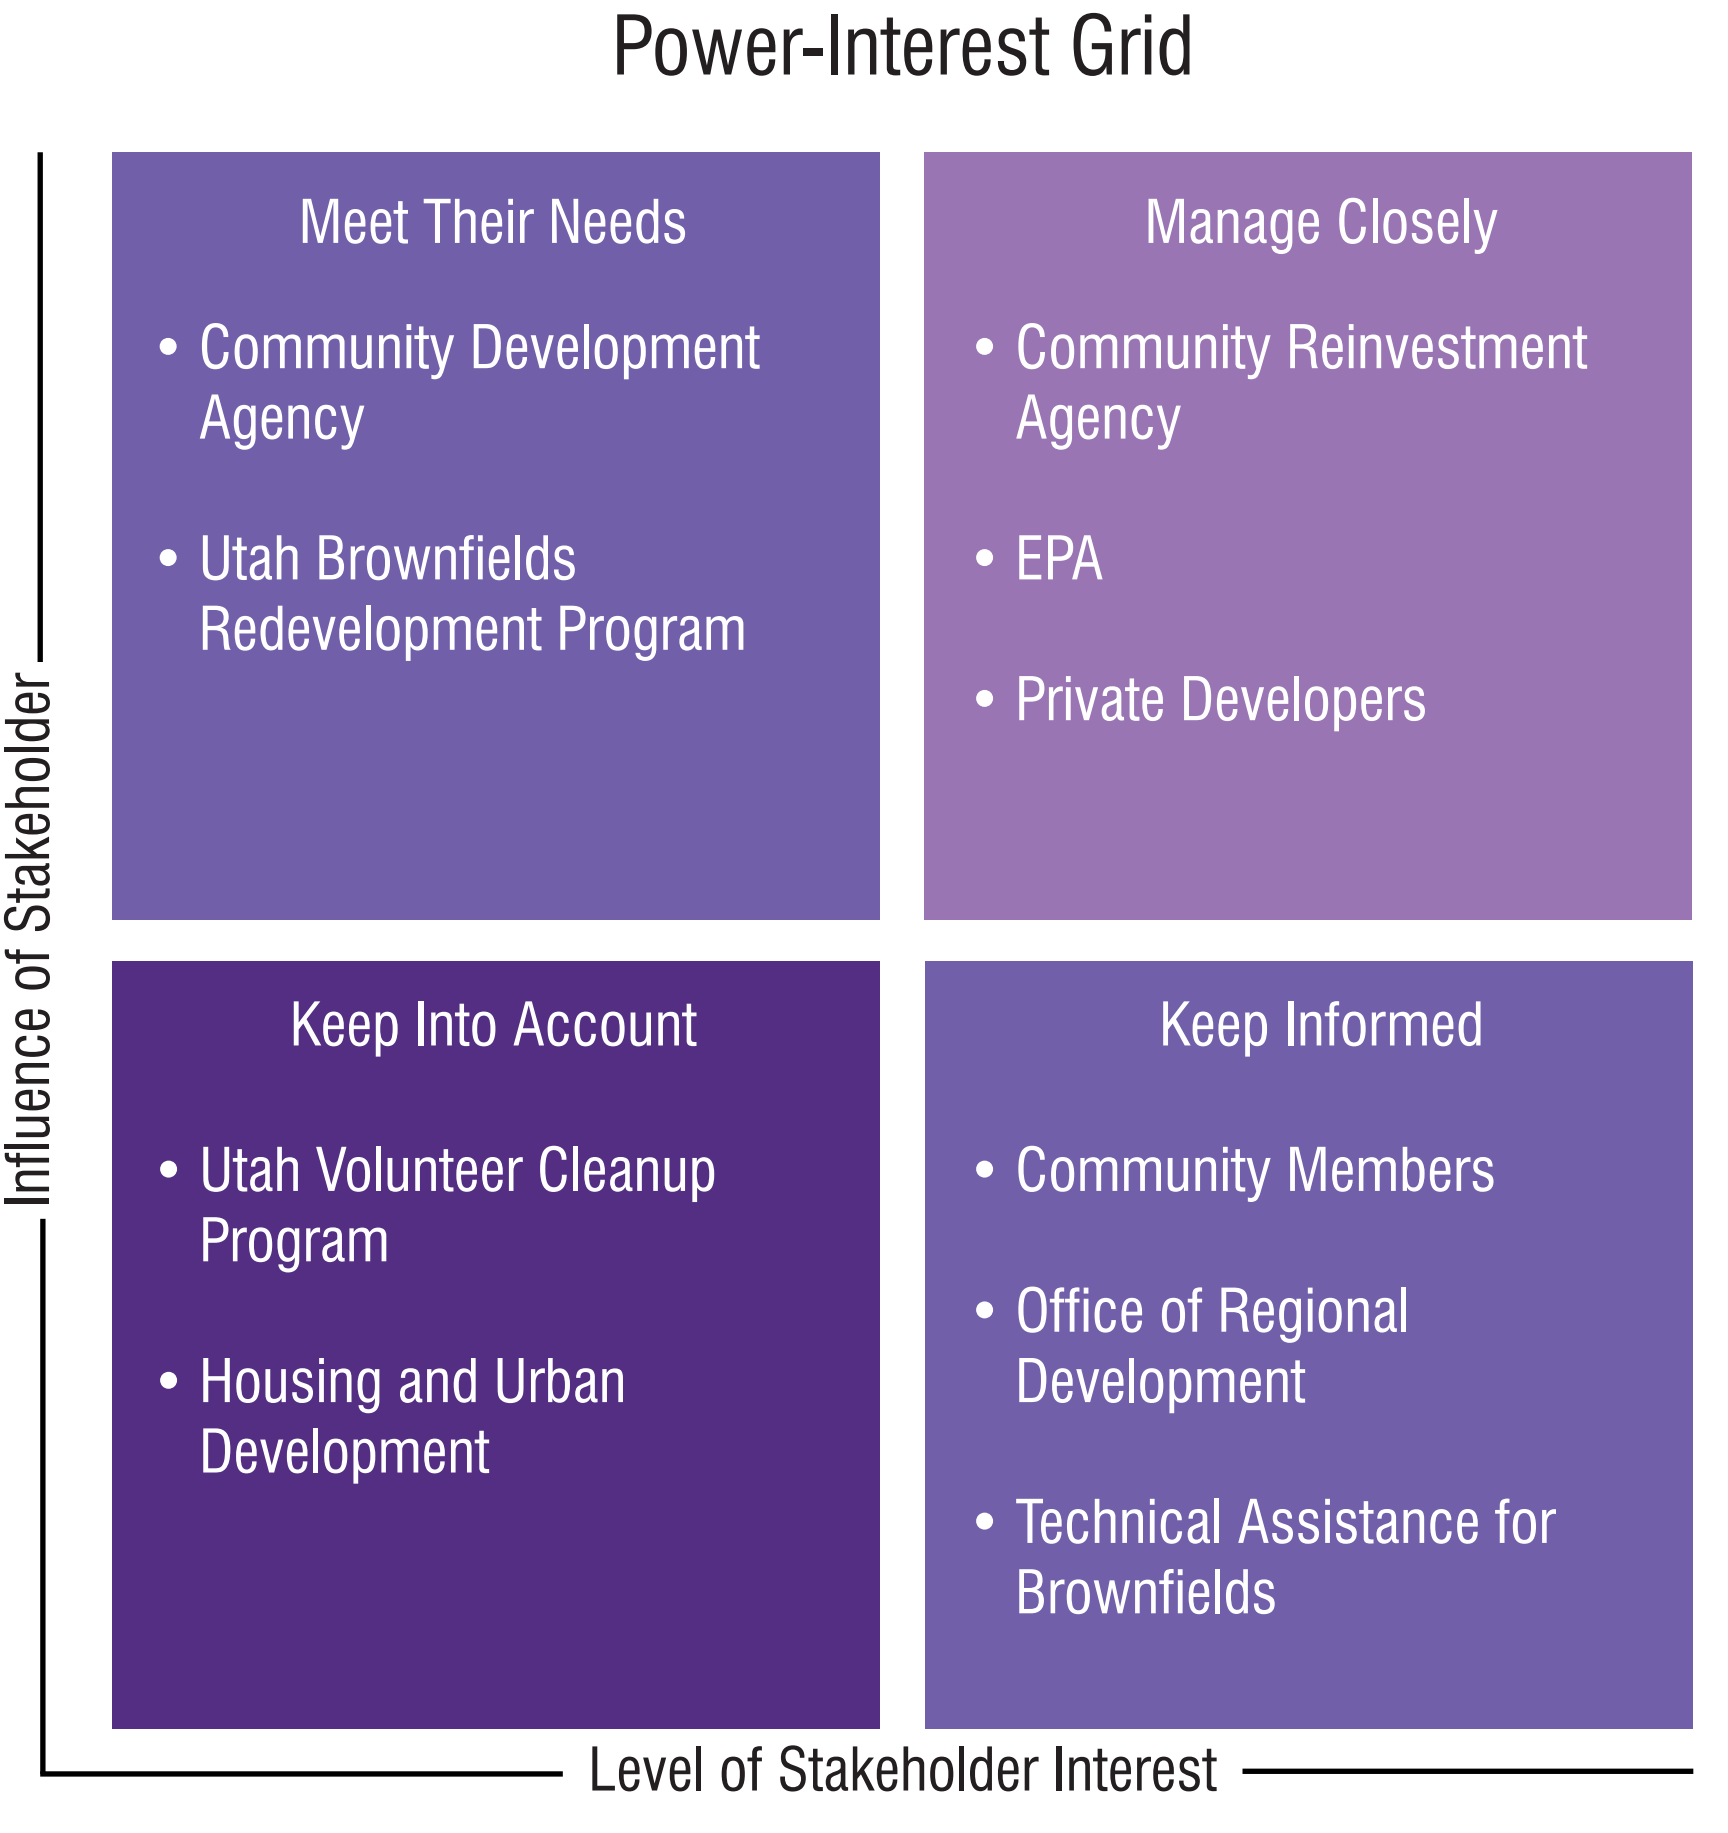 Power-Interest Grid
Influence of Stakeholder
Meet Their Needs
• Community Development
Agency
• Utah Brownfields
Redevelopment Program
Manage Closely
• Community Reinvestment
Agency
• EPA
• Private Developers
Keep Into Account
• Utah Volunteer Cleanup
Program
• Housing and Urban
Development
Keep Informed
• Community Members
• Office of Regional
Development
• Technical Assistance for
Brownfields
Level of Stakeholder Interest